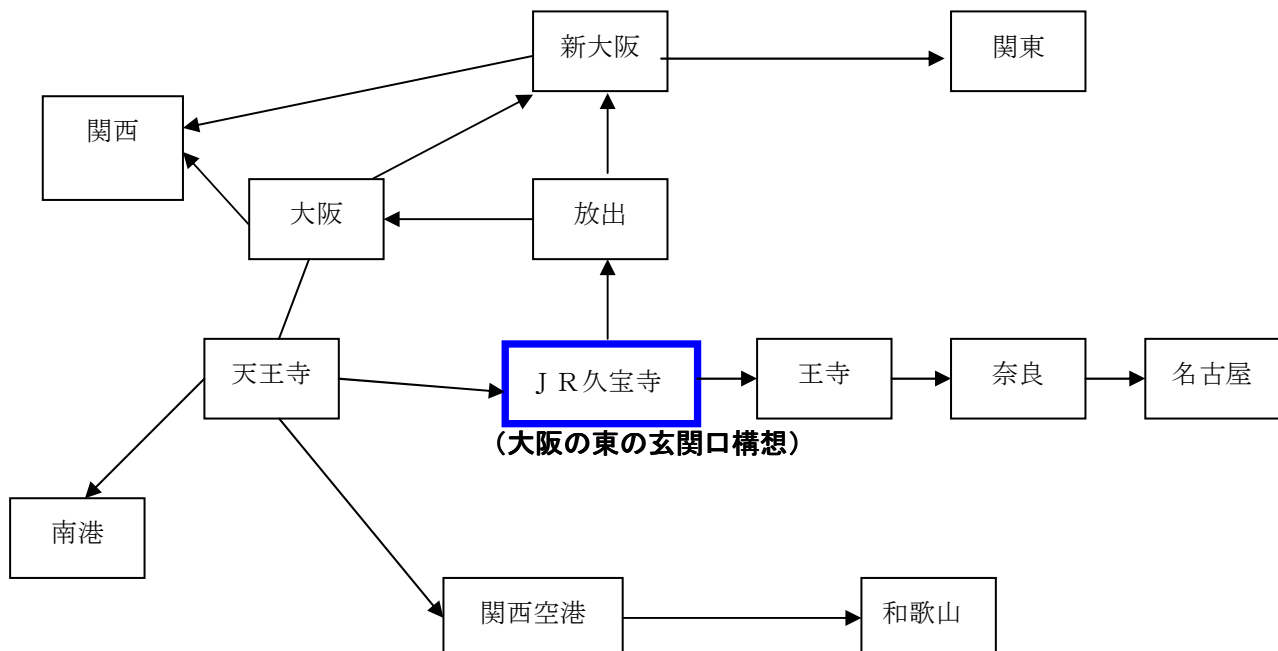 新大阪
関東
関西
大阪
放出
天王寺
ＪＲ久宝寺
王寺
奈良
名古屋
（大阪の東の玄関口構想）
南港
関西空港
和歌山